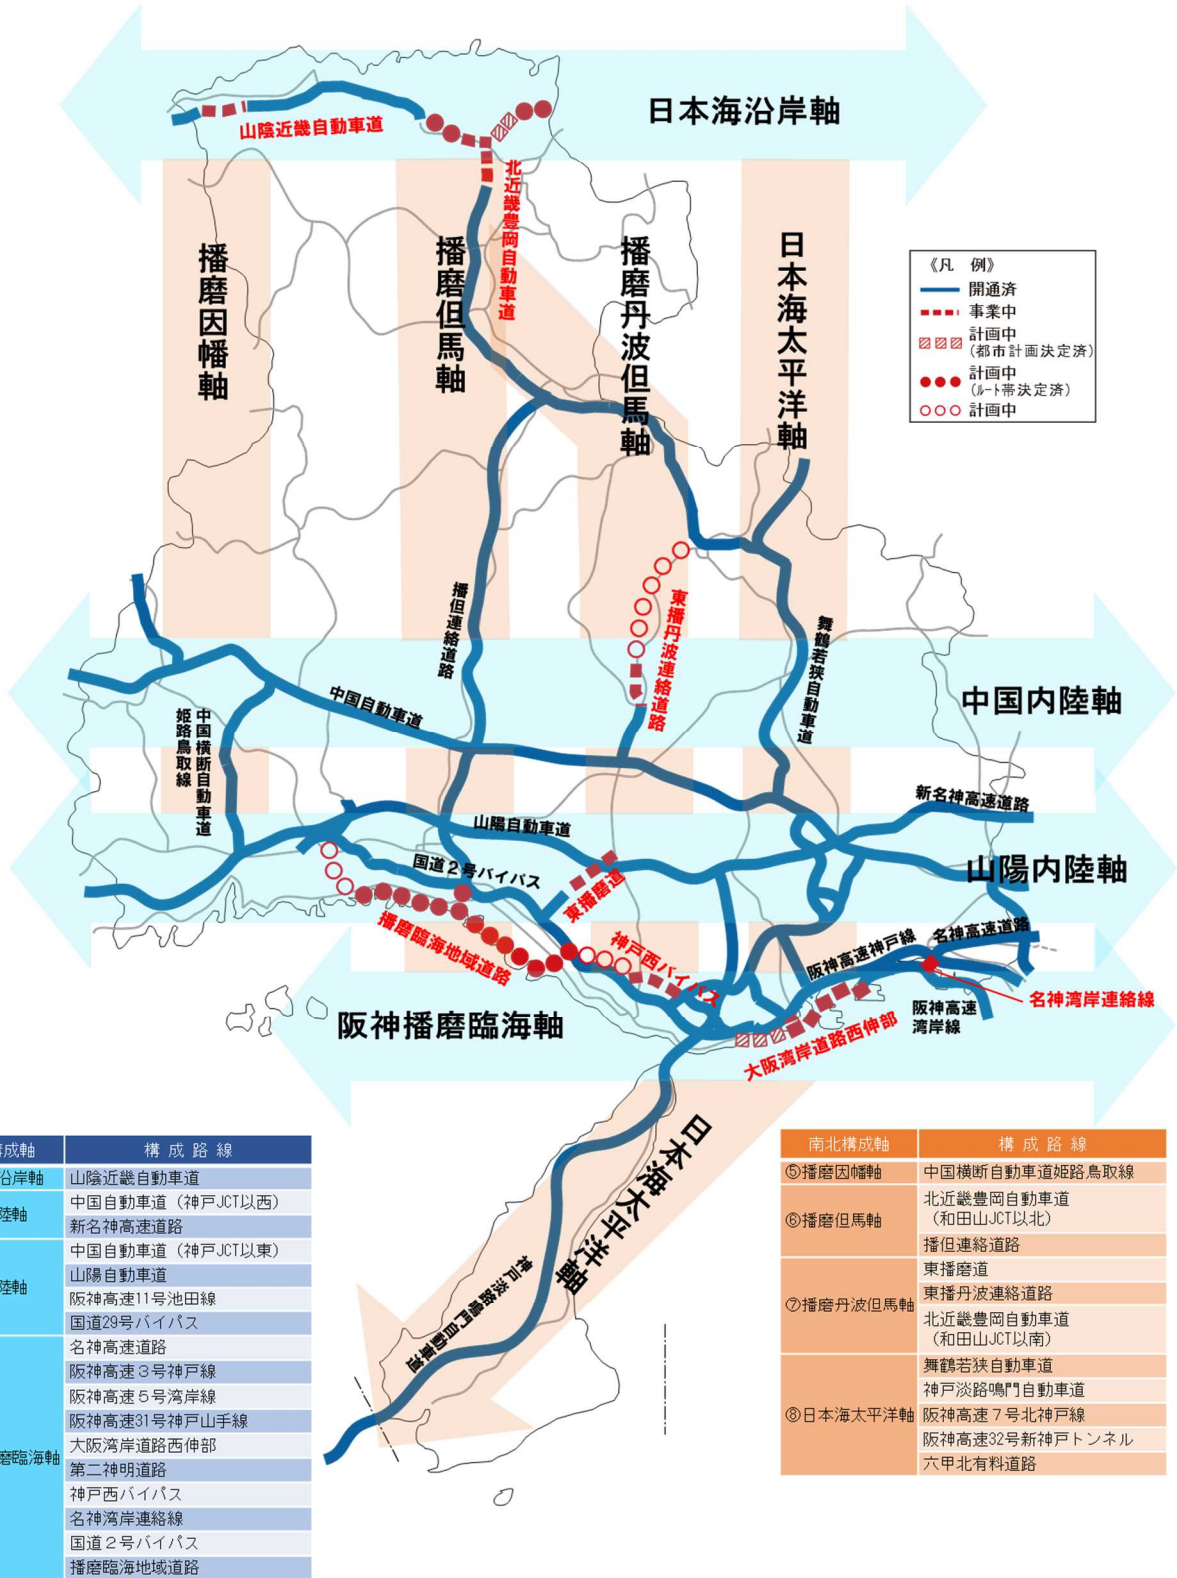 日本海沿岸軸
山陰近畿自動車道
北近畿豊岡自動車道
播磨因幡軸
播磨但馬軸
播磨丹波但馬軸
日本海太平洋軸
《凡　例》
開通済
事業中
計画中
(都市計画決定済)
計画中
(ルート帯決定済)
計画中
播但連絡道路
東播丹波連絡道路
舞鶴若狭自動車道
中国内陸軸
中国自動車道
中国横断自動車道
姫路鳥取線
新名神高速道路
山陽自動車道
山陽内陸軸
国道２号バイパス
東播磨道
播磨臨海地域道路
神戸西バイパス
阪神高速神戸線
名神高速道路
名神湾岸連絡線
阪神高速
湾岸線
阪神播磨臨海軸
大阪湾岸道路西伸部
日本海太平洋軸
神戸淡路鳴門自動車道
成軸　構 成 路 線
沿岸軸　山陰近畿自動車道
陸軸　中国自動車道（神戸JCT以西）
新名神高速道路
陸軸　中国自動車道（神戸JCT以東）
山陽自動車道
阪神高速11号池田線
国道29号バイパス
磨臨海軸　名神高速道路
阪神高速３号神戸線
阪神高速５号湾岸線
阪神高速31号神戸山手線
大阪湾岸道路西伸部
第二神明道路
神戸西バイパス
名神湾岸連絡線
国道２号バイパス
播磨臨海地域道路
南北構成軸　構 成 路 線
⑤播磨因幡軸　中国横断自動車道姫路鳥取線
⑥播磨但馬軸　北近畿豊岡自動車道
（和田山JCT以北）
播但連絡道路
⑦播磨丹波但馬軸　東播磨道
東播丹波連絡道路
北近畿豊岡自動車道
（和田山JCT以南）
⑧日本海太平洋軸　舞鶴若狭自動車道
神戸淡路鳴門自動車道
阪神高速７号北神戸線
阪神高速32号新神戸トンネル
六甲北有料道路